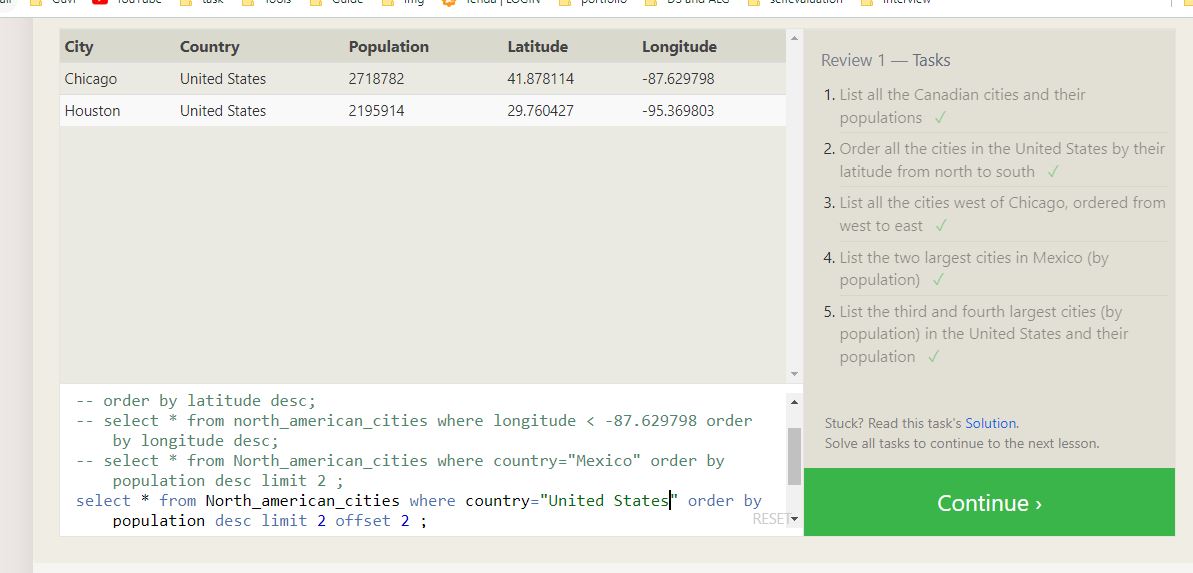 YouTube task Tools Guide img Tenda | LOGIN portfolio DS and ALG selfevaluation interview
City Country Population Latitude Longitude
Chicago United States 2718782 41.878114 -87.629798
Houston United States 2195914 29.760427 -95.369803
-- order by latitude desc;
-- select * from north_american_cities where longitude < -87.629798 order
by longitude desc;
-- select * from North_american_cities where country="Mexico" order by
population desc limit 2 ;
select * from North_american_cities where country="United States" order by
population desc limit 2 offset 2 ;
RESET
Review 1 — Tasks
1. List all the Canadian cities and their
populations ✓
2. Order all the cities in the United States by their
latitude from north to south ✓
3. List all the cities west of Chicago, ordered from
west to east ✓
4. List the two largest cities in Mexico (by
population) ✓
5. List the third and fourth largest cities (by
population) in the United States and their
population ✓
Stuck? Read this task's Solution.
Solve all tasks to continue to the next lesson.
Continue ›